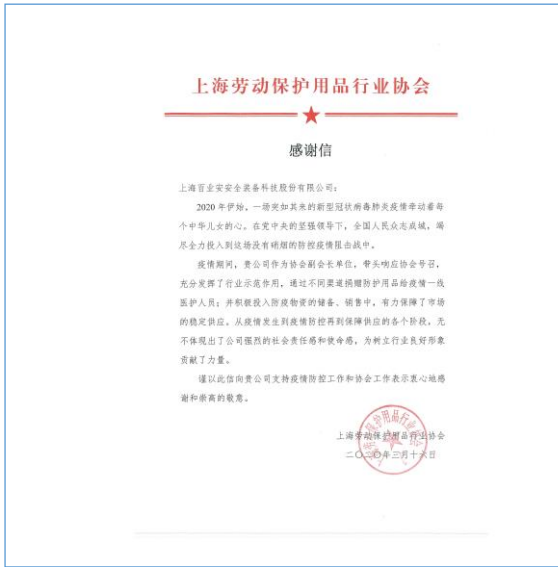 上海劳动保护用品行业协会
感谢信
上海百业安安全装备科技股份有限公司：
2020 年伊始，一场突如其来的新型冠状病毒肺炎疫情牵动着每
个中华儿女的心。在党中央的坚强领导下，全国人民众志成城，竭
尽全力投入到这场没有硝烟的防控疫情阻击战中。
疫情期间，贵公司作为协会副会长单位，带头响应协会号召，
充分发挥了行业示范作用，通过不同渠道捐赠防护用品给疫情一线
医护人员；并积极投入防疫物资的储备、销售中，有力保障了市场
的稳定供应。从疫情发生到疫情防控再到保障供应的各个阶段，无
不体现出了公司强烈的社会责任感和使命感，为树立行业良好形象
贡献了力量。
谨以此信向贵公司支持疫情防控工作和协会工作表示衷心地感
谢和崇高的敬意。
上海劳动保护用品行业协会
二〇二〇年三月十六日